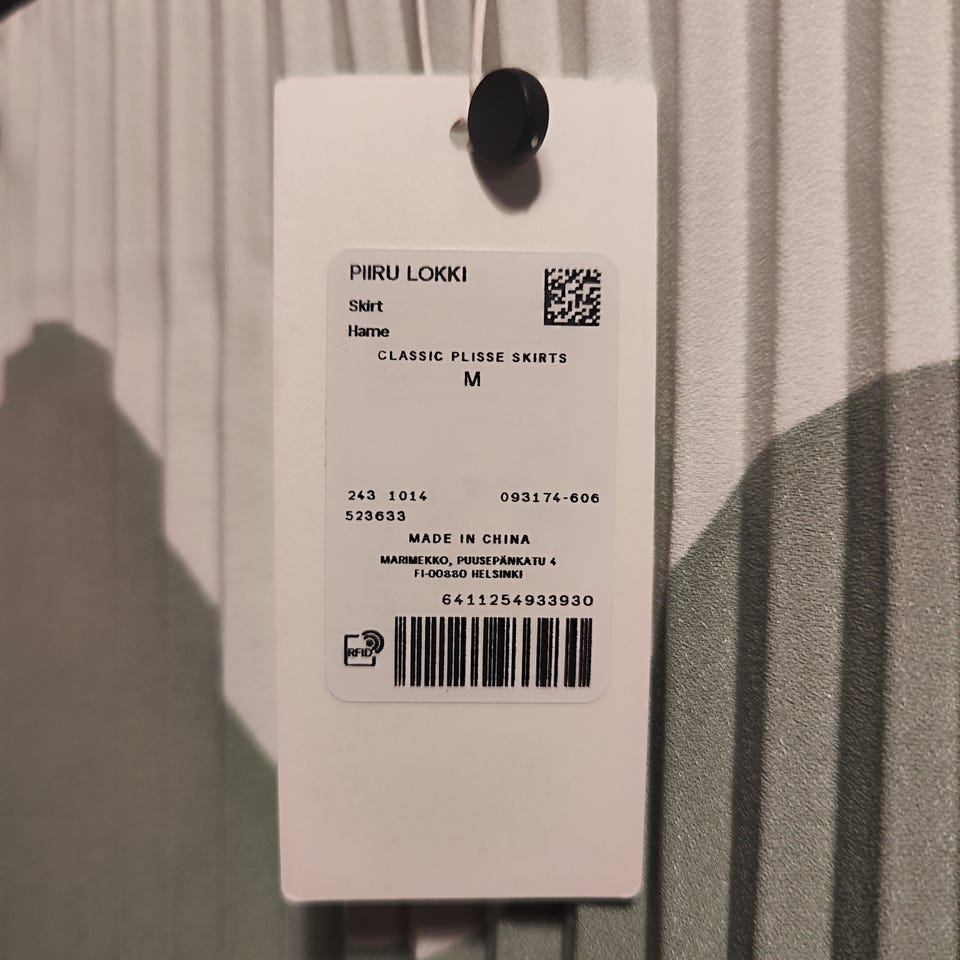 PIIRU LOKKI
Skirt
Hame
CLASSIC PLISSE SKIRTS
M
243 1014 093174-606
523633
MADE IN CHINA
MARIMEKKO, PUUSEPÄNKATU 4
FI-00880 HELSINKI
6411254933930
RFID